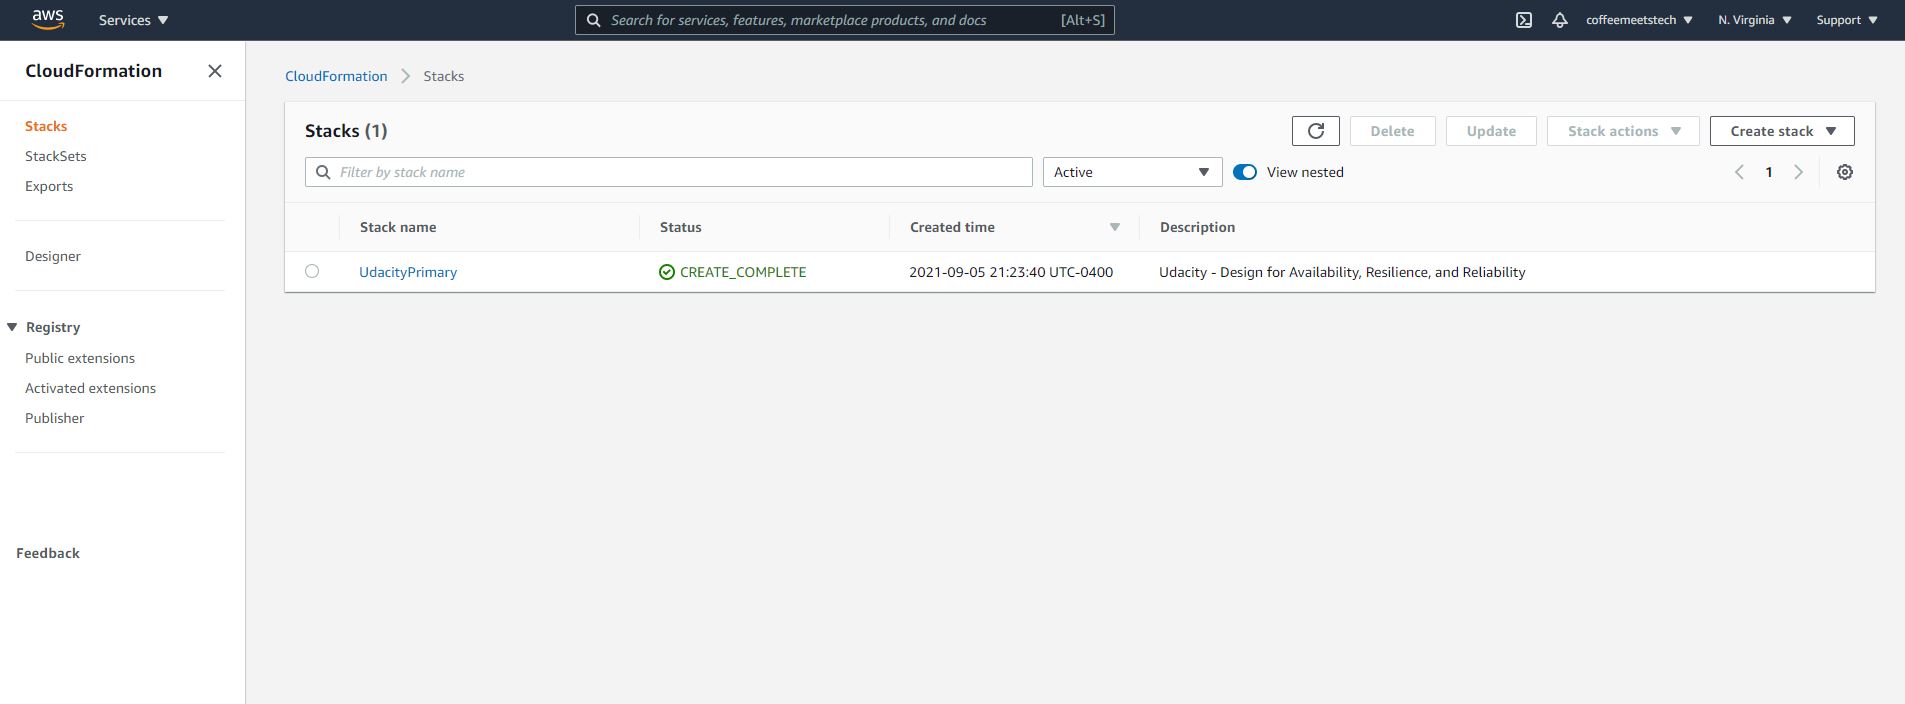 aws Services Search for services, features, marketplace products, and docs [Alt+S] coffeemeetstech N. Virginia Support
CloudFormation
Stacks
StackSets
Exports
Designer
Registry
Public extensions
Activated extensions
Publisher
Feedback
CloudFormation Stacks
Stacks (1) Delete Update Stack actions Create stack
Filter by stack name Active View nested 1
Stack name Status Created time Description
UdacityPrimary CREATE_COMPLETE 2021-09-05 21:23:40 UTC-0400 Udacity - Design for Availability, Resilience, and Reliability